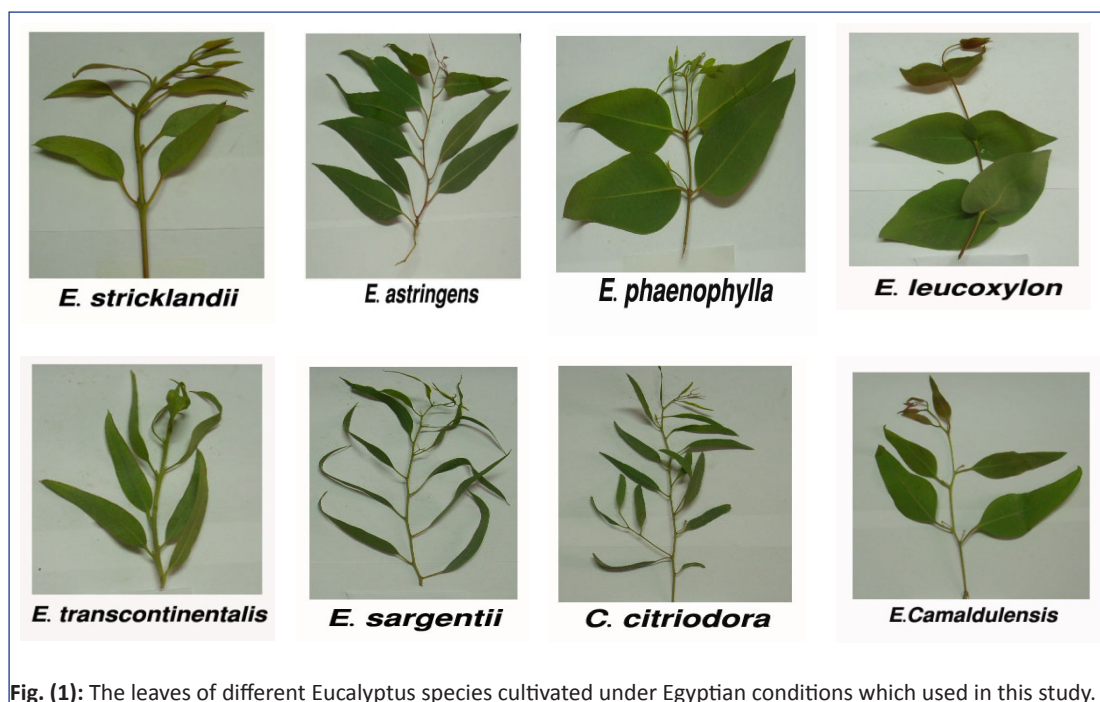 E. stricklandii
E. astringens
E. phaenophylla
E. leucoxylon
E. transcontinentalis
E. sargentii
C. citriodora
E.Camaldulensis
Fig. (1): The leaves of different Eucalyptus species cultivated under Egyptian conditions which used in this study.